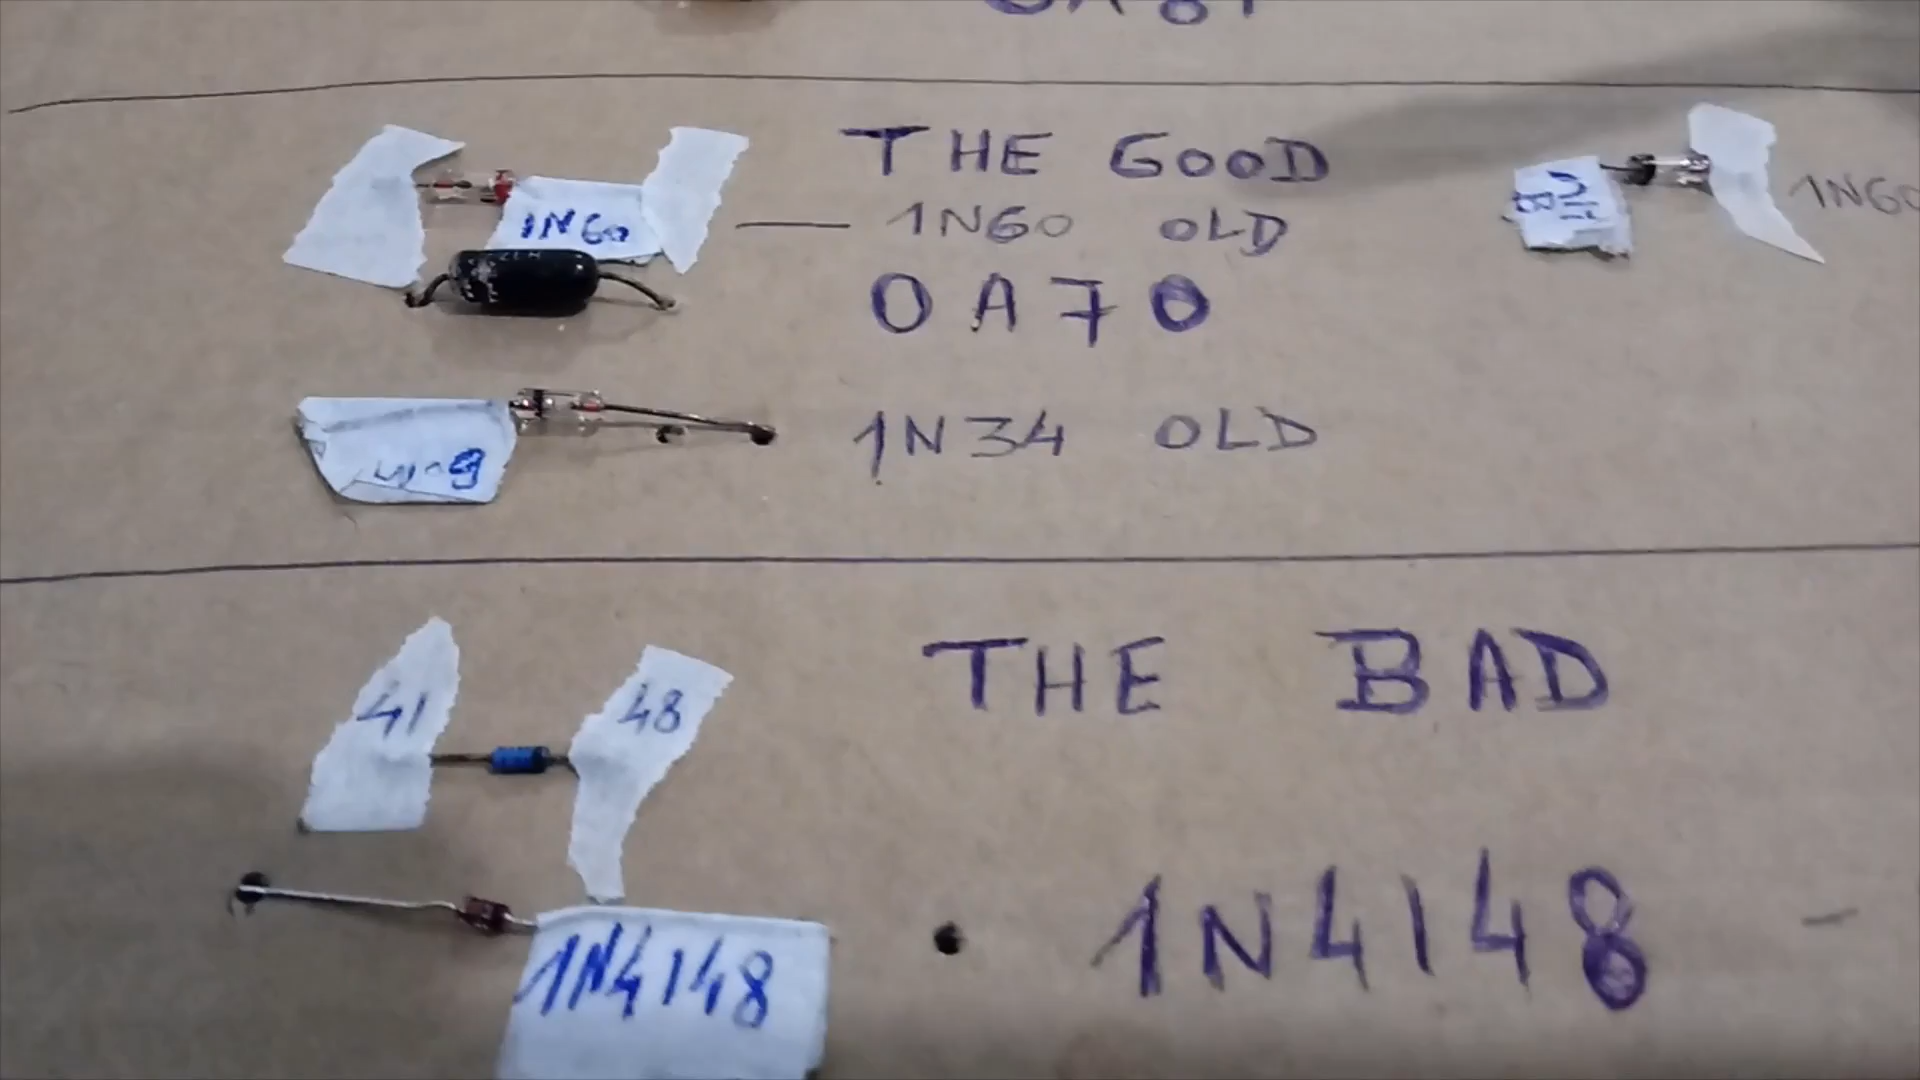 THE GOOD
1N60
1N60 OLD
1N60
OA70
1N34 OLD
THE BAD
41 48
1N4148
1N4148